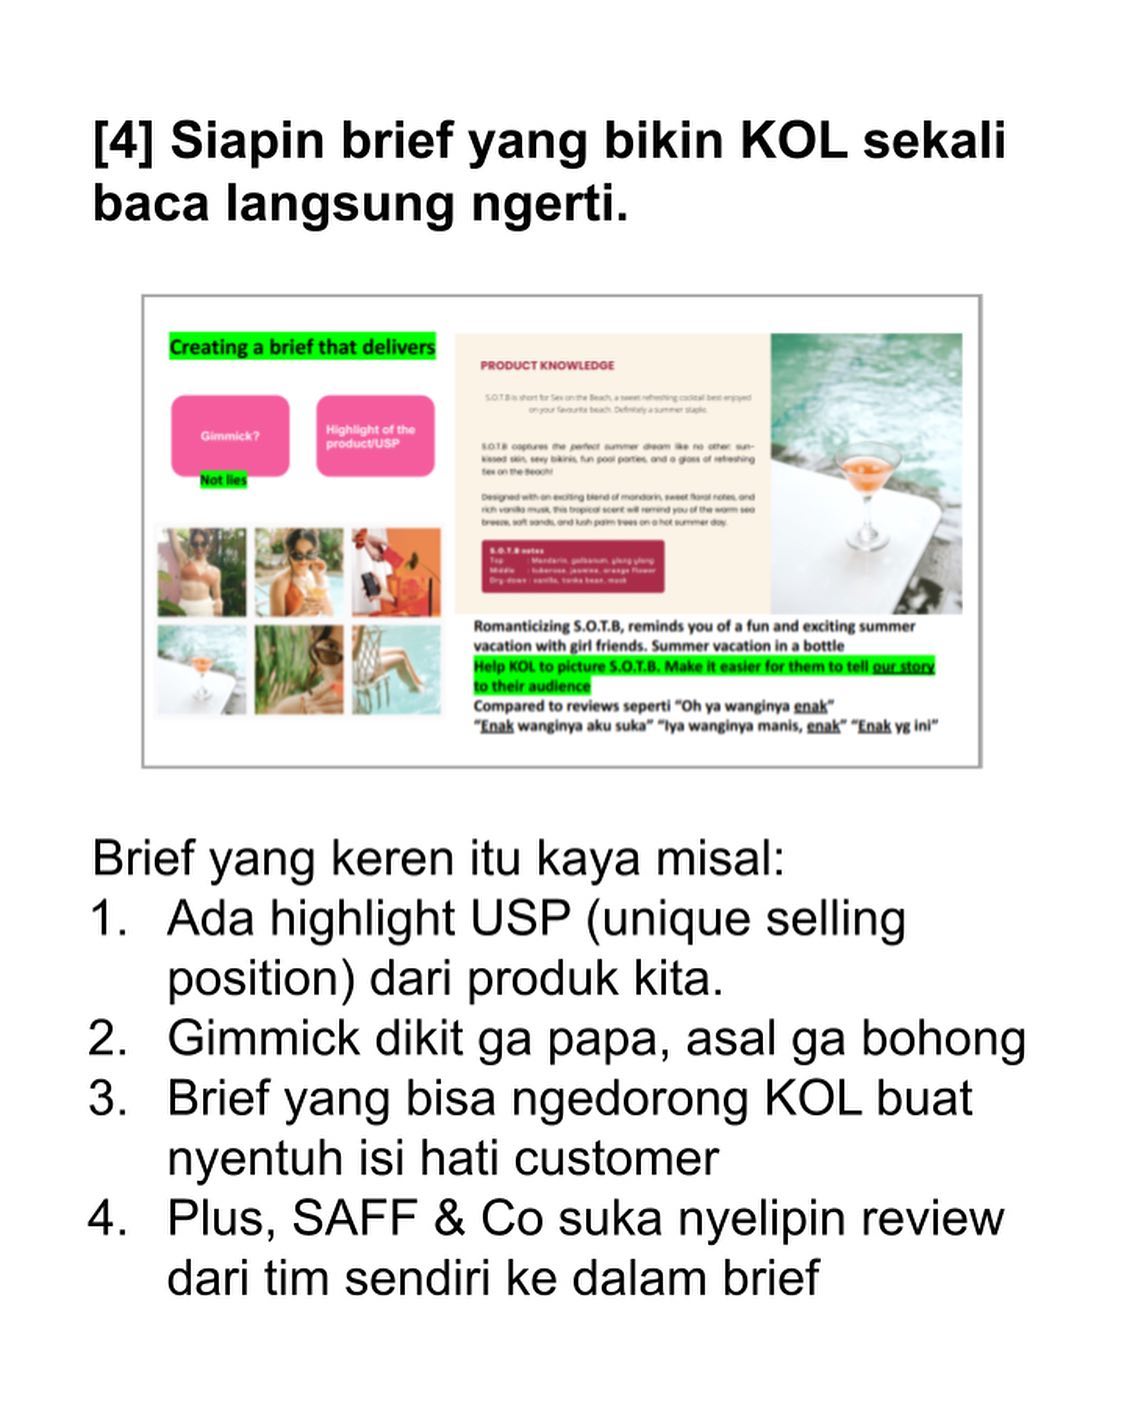 [4] Siapin brief yang bikin KOL sekali
baca langsung ngerti.
Creating a brief that delivers
Gimmick?
Not lies
Highlight of the
product/USP
PRODUCT KNOWLEDGE
S.O.T.B is short for Sex on the Beach, a sweet refreshing cocktail best enjoyed
on your favourite beach. Definitely a summer staple.
S.O.T.B captures the perfect summer dream like no other: sun-
kissed skin, sexy bikinis, fun pool parties, and a glass of refreshing
Sex on the Beach!
Designed with an exciting blend of mandarin, sweet floral notes, and
rich vanilla musk, this tropical scent will remind you of the warm sea
breeze, soft sands, and lush palm trees on a hot summer day.
S.O.T.B notes
Top : Mandarin, galbanum, ylang ylang
Middle : tuberose, jasmine, orange flower
Dry-down : vanilla, tonka bean, musk
Romanticizing S.O.T.B, reminds you of a fun and exciting summer
vacation with girl friends. Summer vacation in a bottle
Help KOL to picture S.O.T.B. Make it easier for them to tell our story
to their audience
Compared to reviews seperti “Oh ya wanginya enak”
“Enak wanginya aku suka” “Iya wanginya manis, enak” “Enak yg ini”
Brief yang keren itu kaya misal:
1. Ada highlight USP (unique selling
position) dari produk kita.
2. Gimmick dikit ga papa, asal ga bohong
3. Brief yang bisa ngedorong KOL buat
nyentuh isi hati customer
4. Plus, SAFF & Co suka nyelipin review
dari tim sendiri ke dalam brief